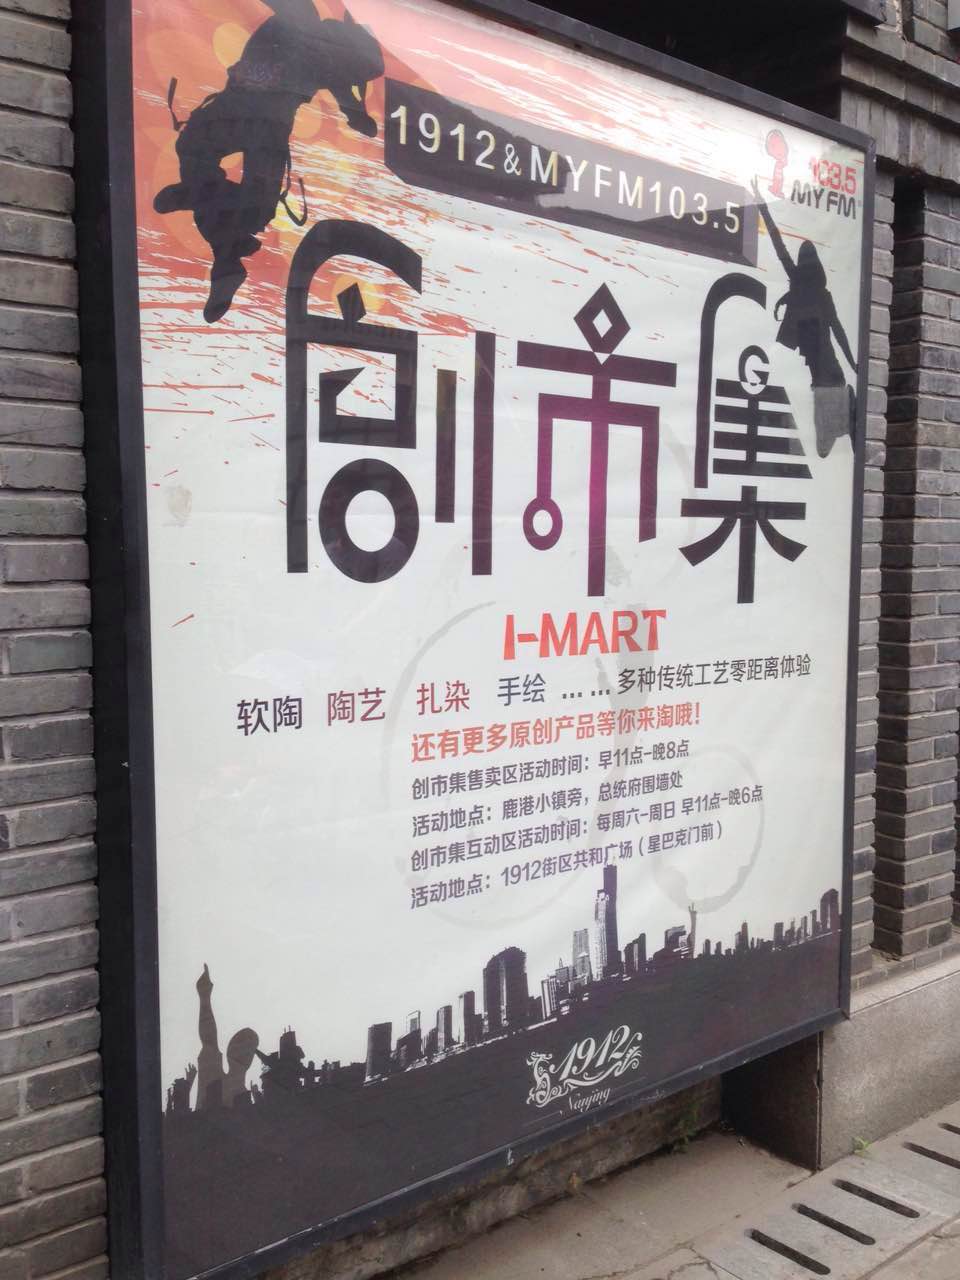 1912&MYFM103.5
103.5
MY FM
创市集
I-MART
软陶 陶艺 扎染 手绘 ... ... 多种传统工艺零距离体验
还有更多原创产品等你来淘哦！
创市集售卖区活动时间：早11点-晚8点
活动地点：鹿港小镇旁，总统府围墙处
创市集互动区活动时间：每周六-周日 早11点-晚6点
活动地点：1912街区共和广场（星巴克门前）
1912
Nanjing